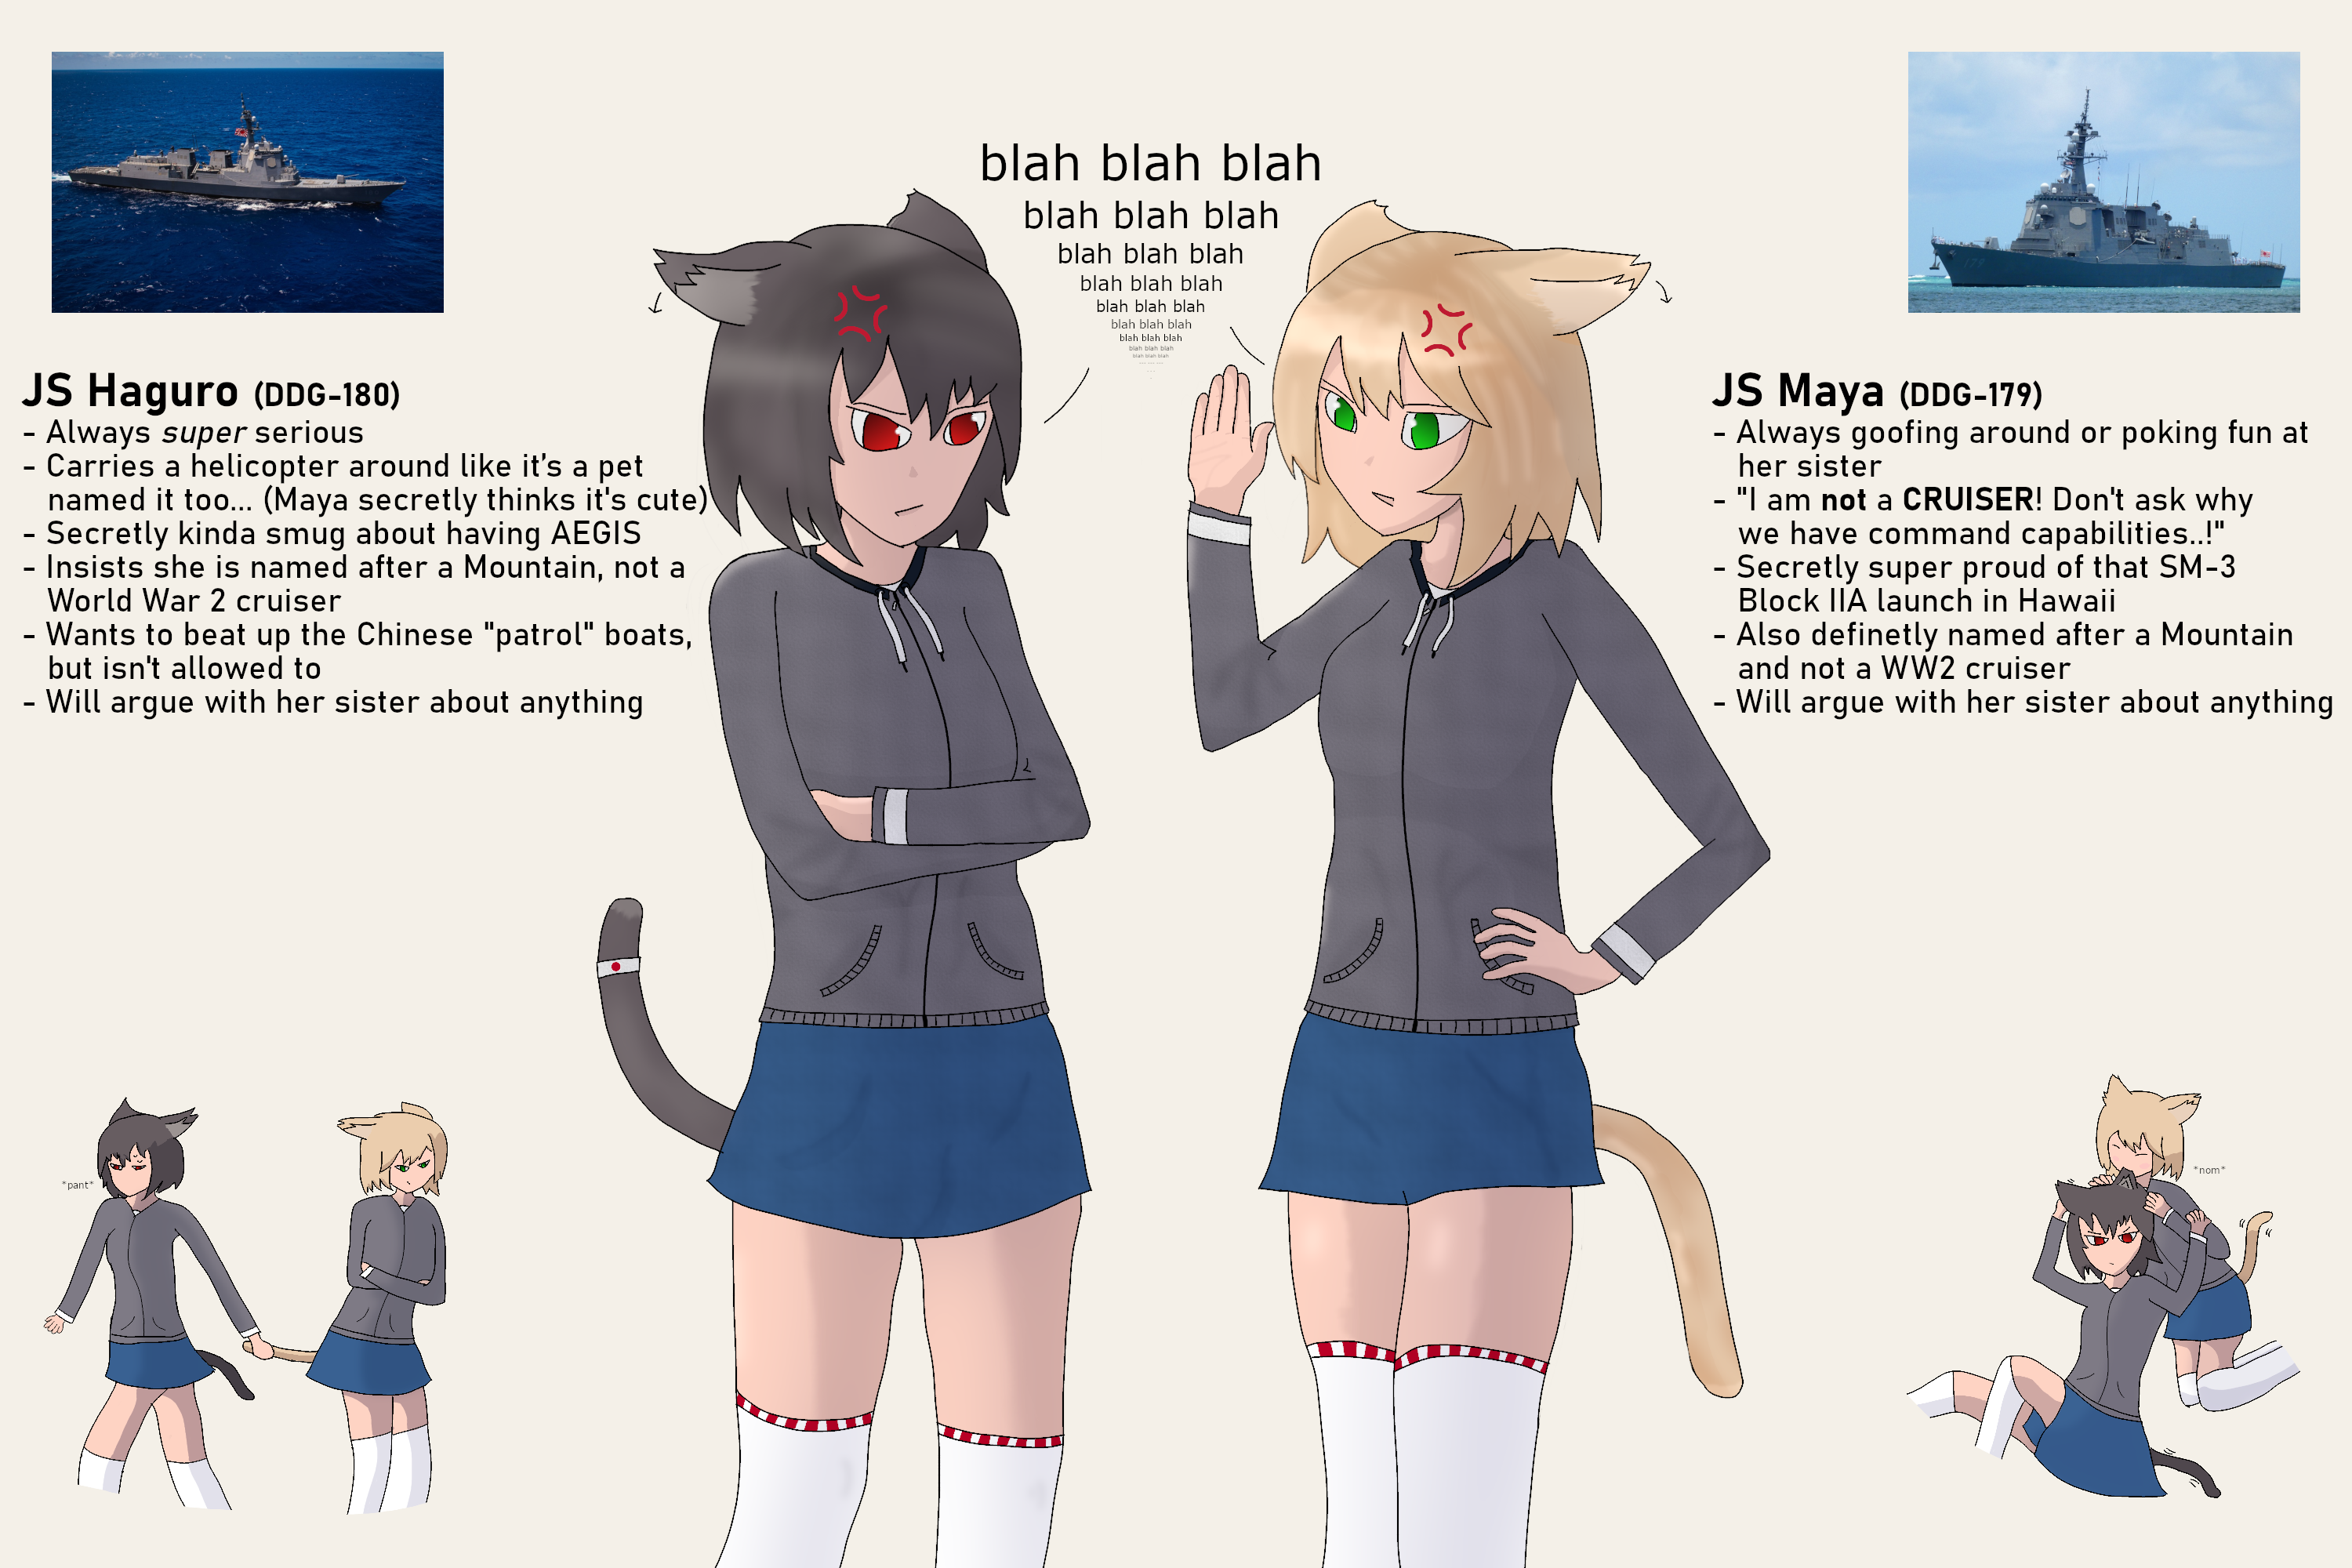 blah blah blah
blah blah blah
blah blah blah
blah blah blah
blah blah blah
blah blah blah
blah blah blah
blah blah blah
blah blah blah
JS Haguro (DDG-180)
- Always super serious
- Carries a helicopter around like it's a pet
named it too... (Maya secretly thinks it's cute)
- Secretly kinda smug about having AEGIS
- Insists she is named after a Mountain, not a
World War 2 cruiser
- Wants to beat up the Chinese "patrol" boats,
but isn't allowed to
- Will argue with her sister about anything
JS Maya (DDG-179)
- Always goofing around or poking fun at
her sister
- "I am not a CRUISER! Don't ask why
we have command capabilities..!"
- Secretly super proud of that SM-3
Block IIA launch in Hawaii
- Also definetly named after a Mountain
and not a WW2 cruiser
- Will argue with her sister about anything
*pant*
*nom*